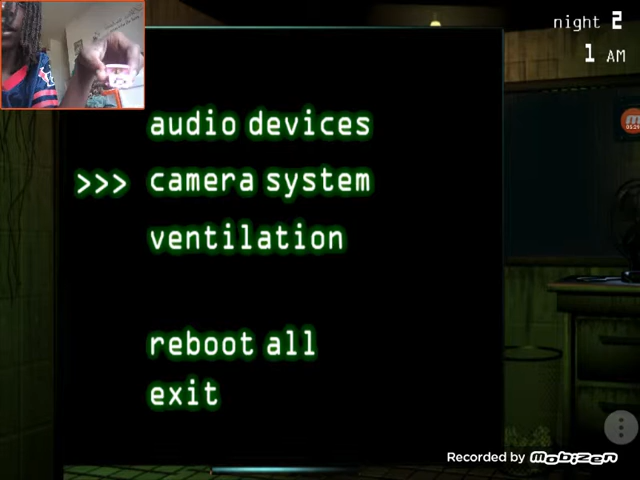 night 2
1 AM
audio devices
>>> camera system
ventilation
reboot all
exit
Recorded by Mobizen